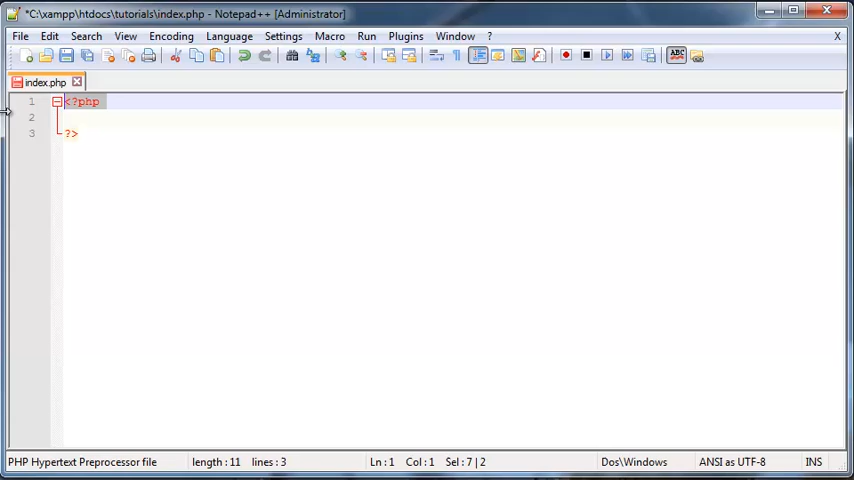 *C:\xampp\htdocs\tutorials\index.php - Notepad++ [Administrator]
File Edit Search View Encoding Language Settings Macro Run Plugins Window ? X
ABC
index.php
1 <?php
2
3 ?>
PHP Hypertext Preprocessor file length : 11 lines : 3 Ln : 1 Col : 1 Sel : 7 | 2 Dos\Windows ANSI as UTF-8 INS